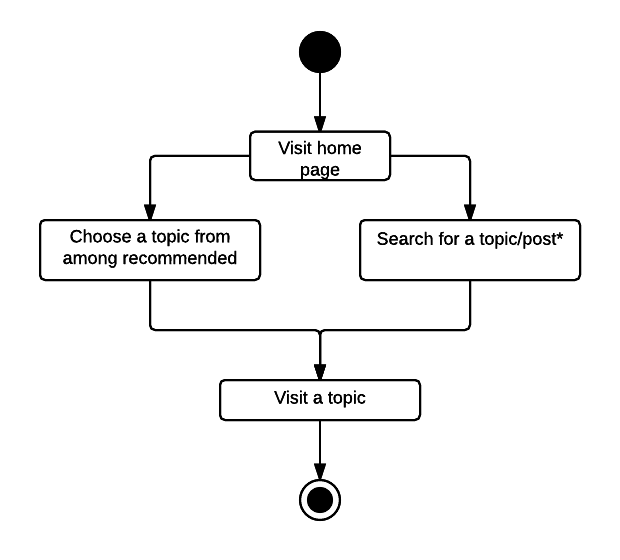 Visit home
page
Choose a topic from
among recommended
Search for a topic/post*
Visit a topic